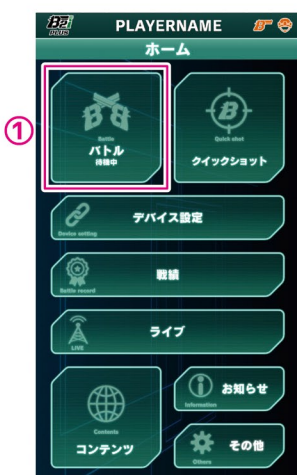 B2i
PLUS
PLAYERNAME
ホーム
①
Battle
バトル
待機中
B
Quick shot
クイックショット
Device setting
デバイス設定
Battle record
戦績
LIVE
ライブ
Contents
コンテンツ
Information
お知らせ
Others
その他